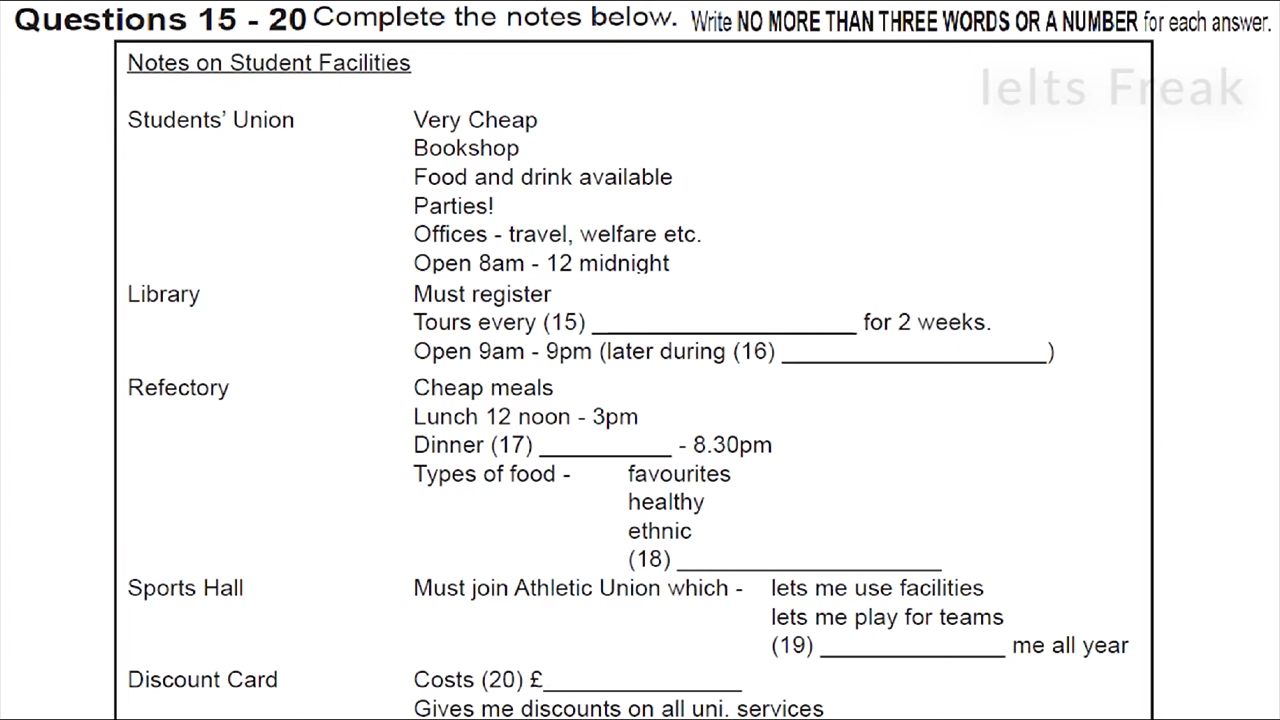 Questions 15 - 20 Complete the notes below. Write NO MORE THAN THREE WORDS OR A NUMBER for each answer.
Notes on Student Facilities
Ielts Freak
Students' Union Very Cheap
Bookshop
Food and drink available
Parties!
Offices - travel, welfare etc.
Open 8am - 12 midnight
Library Must register
Tours every (15) ____________________ for 2 weeks.
Open 9am - 9pm (later during (16) ____________________)
Refectory Cheap meals
Lunch 12 noon - 3pm
Dinner (17) __________ - 8.30pm
Types of food - favourites
healthy
ethnic
(18) ____________________
Sports Hall Must join Athletic Union which - lets me use facilities
lets me play for teams
(19) ______________ me all year
Discount Card Costs (20) £_______________
Gives me discounts on all uni. services